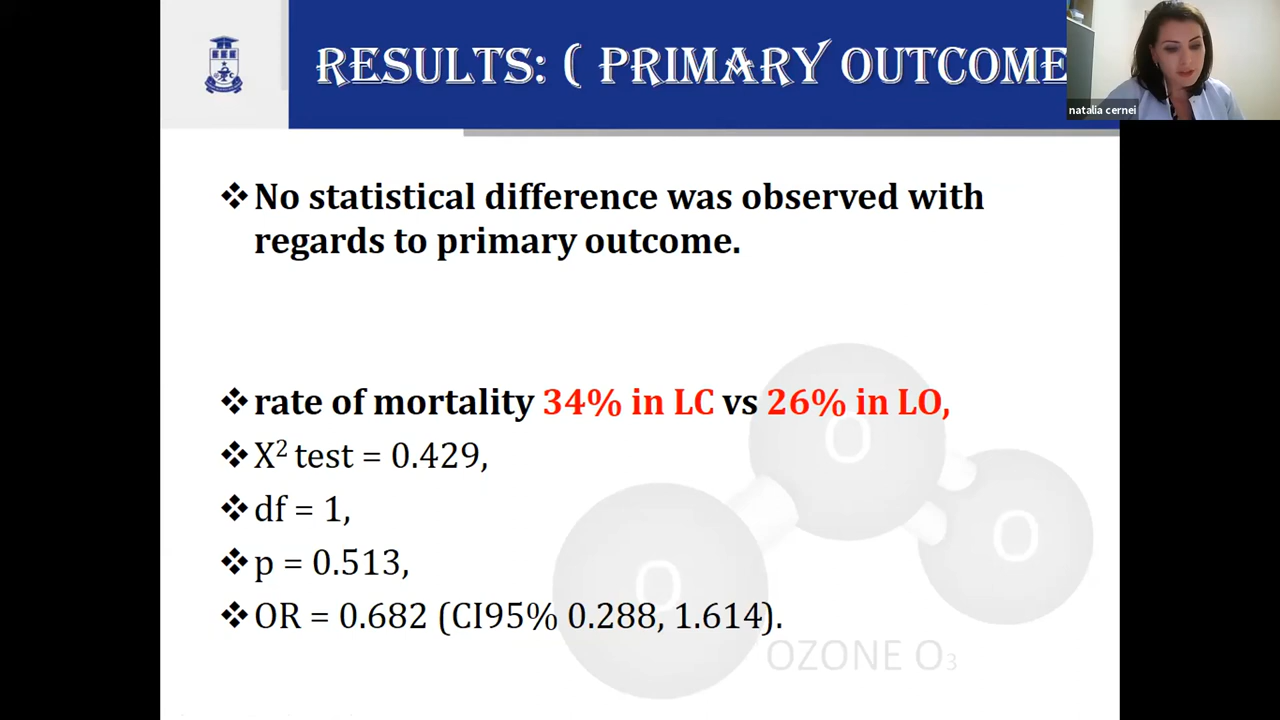 RESULTS: ( PRIMARY OUTCOME
natalia cernei
❖ No statistical difference was observed with
regards to primary outcome.
❖ rate of mortality 34% in LC vs 26% in LO,
❖ X² test = 0.429,
❖ df = 1,
❖ p = 0.513,
❖ OR = 0.682 (CI95% 0.288, 1.614).
O
O
O
OZONE O₃